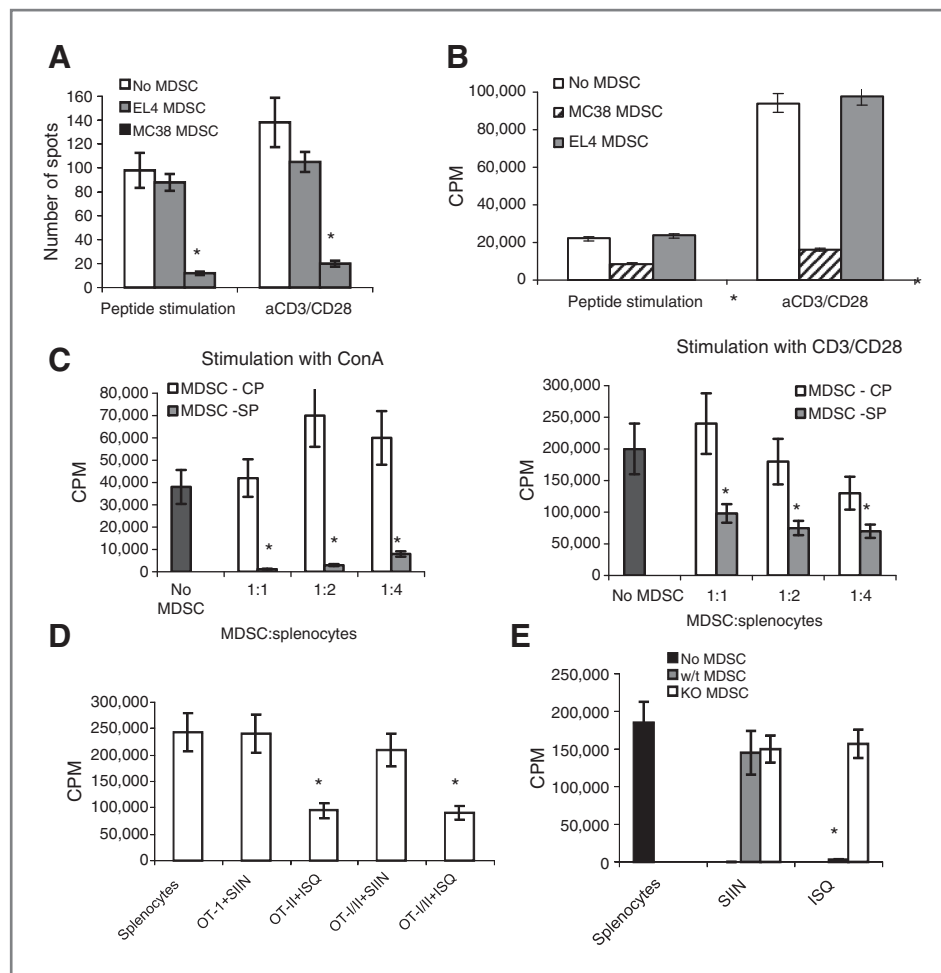 A
No MDSC
EL4 MDSC
MC38 MDSC
Number of spots
160
140
120
100
80
60
40
20
0
*
*
Peptide stimulation
aCD3/CD28
B
No MDSC
MC38 MDSC
EL4 MDSC
CPM
100,000
80,000
60,000
40,000
20,000
0
Peptide stimulation
*
aCD3/CD28
*
C
Stimulation with ConA
MDSC - CP
MDSC -SP
CPM
80,000
70,000
60,000
50,000
40,000
30,000
20,000
10,000
0
*
*
*
No MDSC
1:1
1:2
1:4
MDSC:splenocytes
Stimulation with CD3/CD28
MDSC - CP
MDSC -SP
CPM
300,000
250,000
200,000
150,000
100,000
50,000
0
*
*
*
No MDSC
1:1
1:2
1:4
MDSC:splenocytes
D
CPM
300,000
250,000
200,000
150,000
100,000
50,000
0
*
*
Splenocytes
OT-1+SIIN
OT-II+ISQ
OT-I/II+SIIN
OT-I/II+ISQ
E
No MDSC
w/t MDSC
KO MDSC
CPM
250,000
200,000
150,000
100,000
50,000
0
*
Splenocytes
SIIN
ISQ